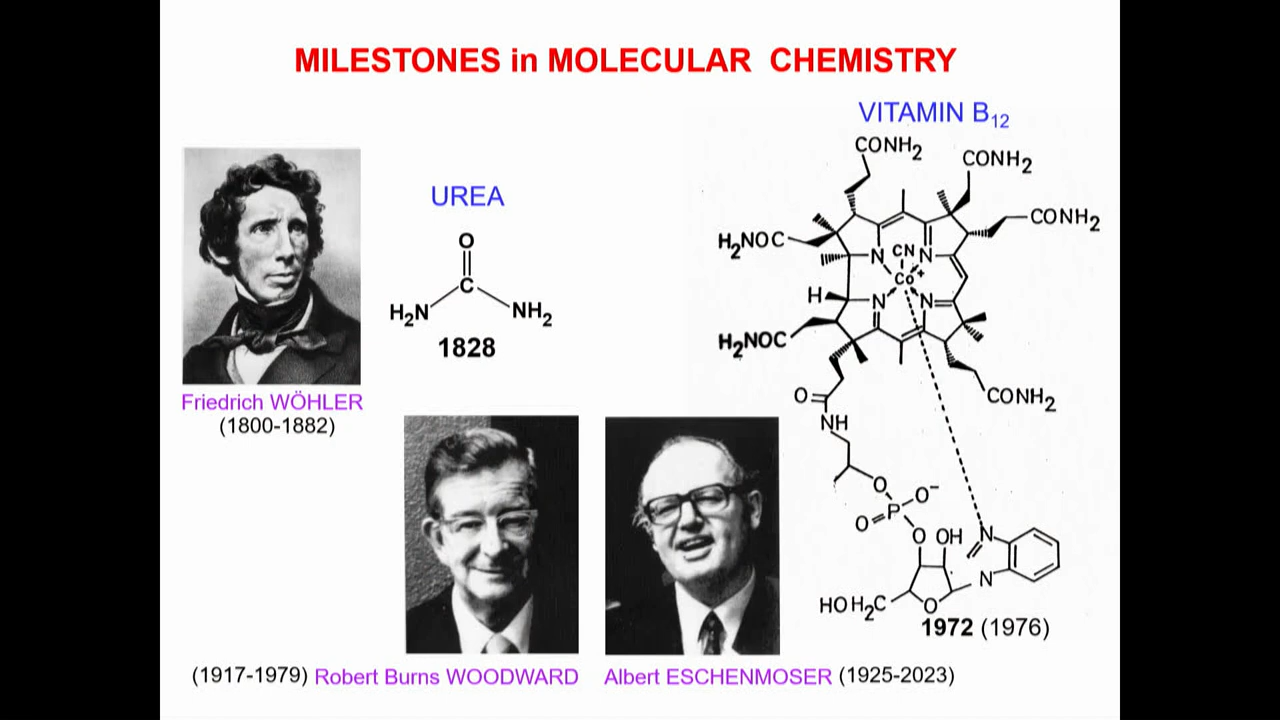 MILESTONES in MOLECULAR CHEMISTRY
VITAMIN B12
CONH2
CONH2
UREA
CONH2
H2NOC
CN
N
N
O
Co+
C
H
N
N
H2N
NH2
H2NOC
1828
CONH2
O
Friedrich WÖHLER
NH
(1800-1882)
O
O-
P
O
O
OH
N
N
HOH2C
O
1972 (1976)
(1917-1979) Robert Burns WOODWARD
Albert ESCHENMOSER (1925-2023)